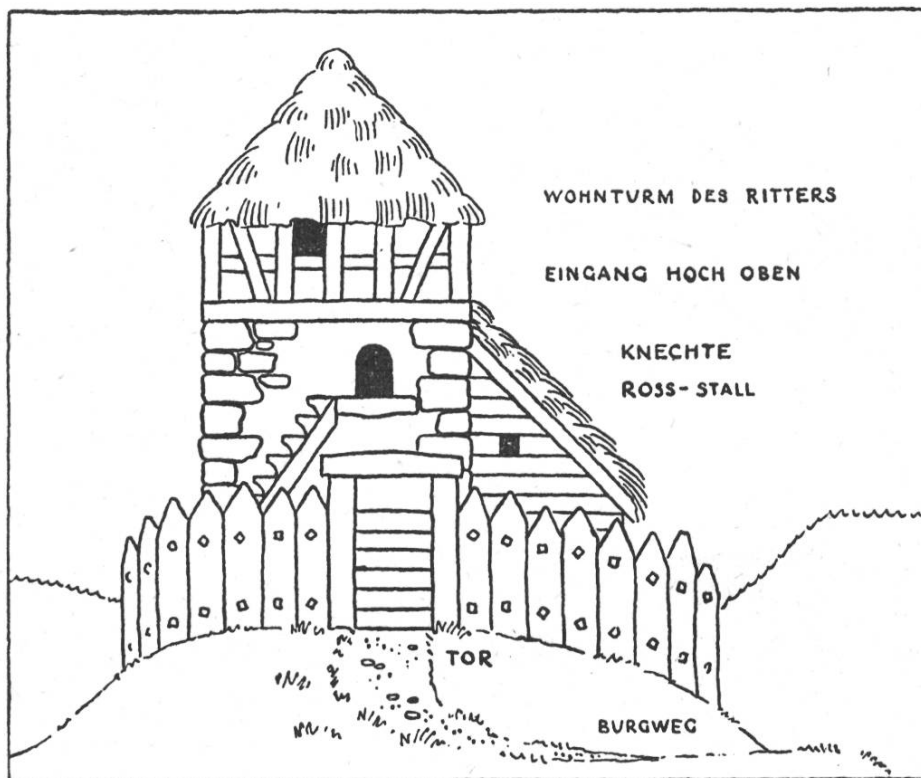 WOHNTURM DES RITTERS
EINGANG HOCH OBEN
KNECHTE
ROSS-STALL
TOR
BURGWEG